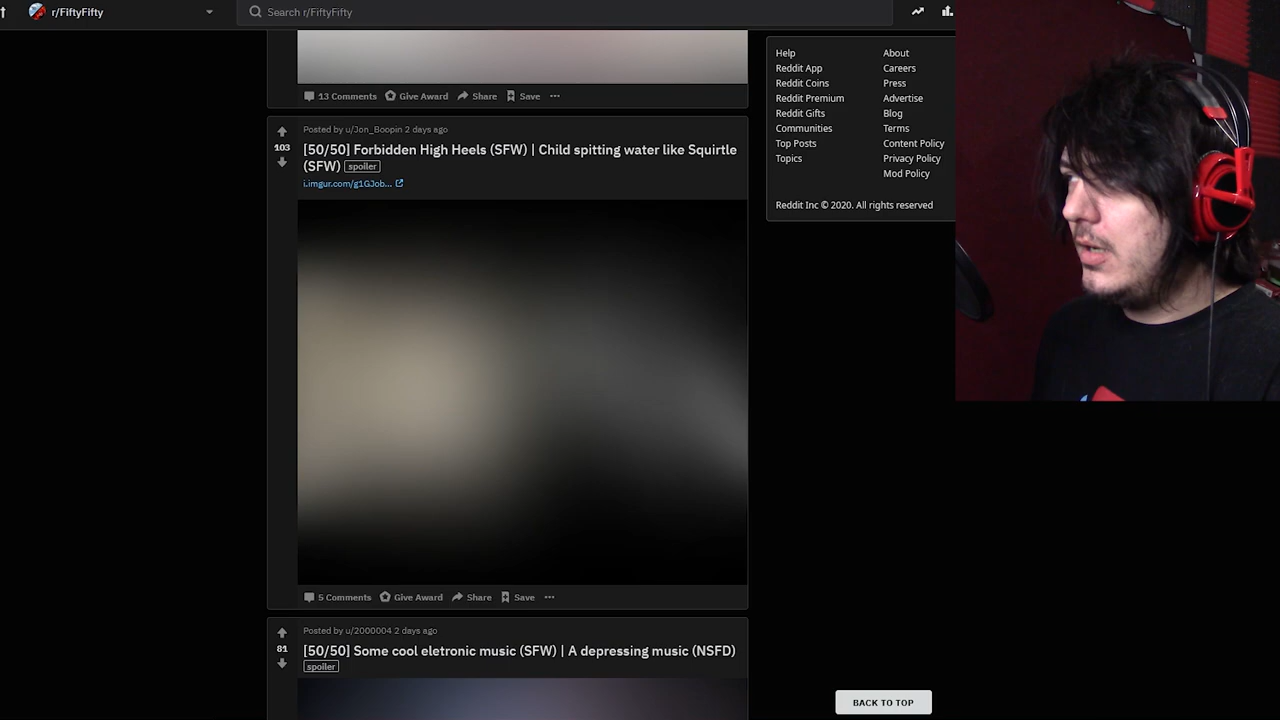 r/FiftyFifty
Search r/FiftyFifty
13 Comments Give Award Share Save
Posted by u/Jon_Boopin 2 days ago
103
[50/50] Forbidden High Heels (SFW) | Child spitting water like Squirtle
(SFW) spoiler
i.imgur.com/g1GJob...
5 Comments Give Award Share Save
Posted by u/2000004 2 days ago
81
[50/50] Some cool eletronic music (SFW) | A depressing music (NSFD)
spoiler
Help About
Reddit App Careers
Reddit Coins Press
Reddit Premium Advertise
Reddit Gifts Blog
Communities Terms
Top Posts Content Policy
Topics Privacy Policy
Mod Policy
Reddit Inc © 2020. All rights reserved
BACK TO TOP